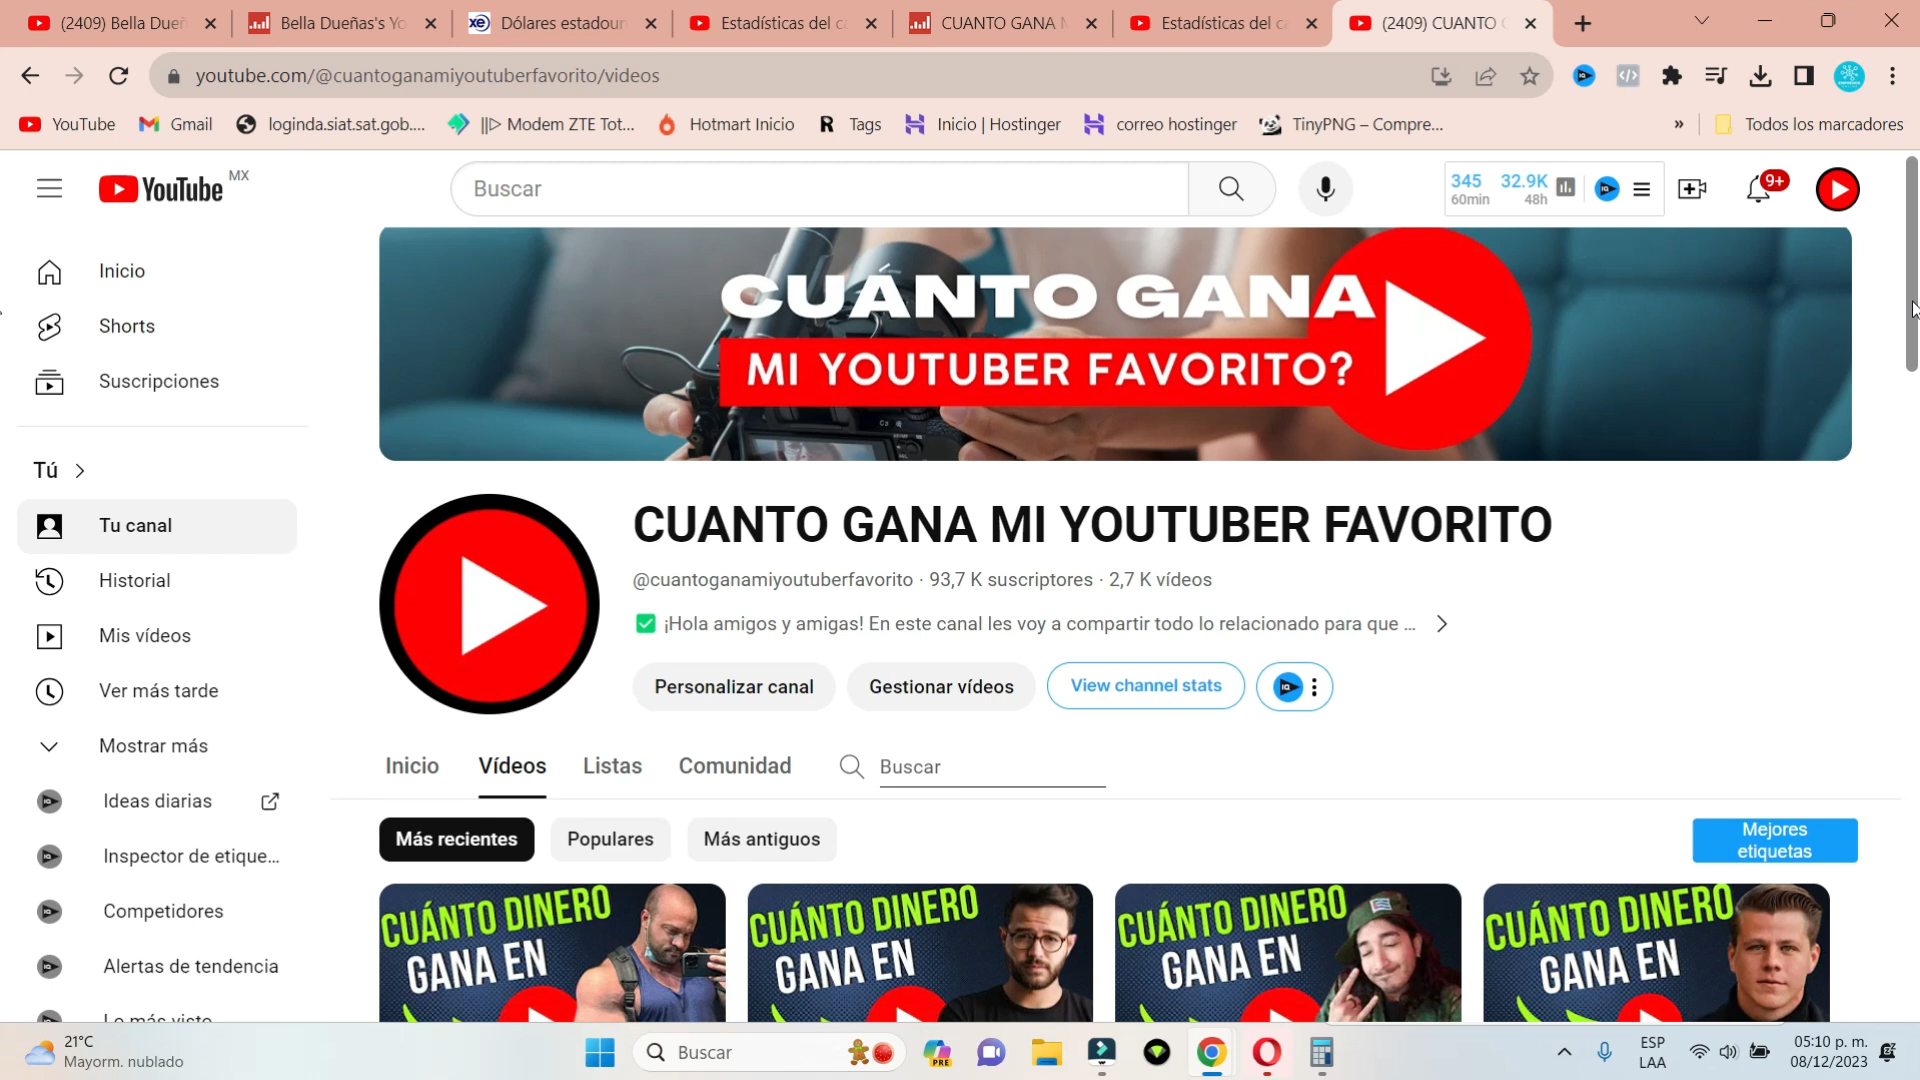 (2409) Bella Dueñ
Bella Dueñas's Yo
Dólares estadoun
Estadísticas del ca
CUANTO GANA M
Estadísticas del ca
(2409) CUANTO G
youtube.com/@cuantoganamiyoutuberfavorito/videos
YouTube
Gmail
loginda.siat.sat.gob....
||▷ Modem ZTE Tot...
Hotmart Inicio
Tags
Inicio | Hostinger
correo hostinger
TinyPNG – Compre...
»
Todos los marcadores
YouTube MX
Buscar
345 32.9K
60min 48h
9+
Inicio
Shorts
Suscripciones
Tú
Tu canal
Historial
Mis vídeos
Ver más tarde
Mostrar más
Ideas diarias
Inspector de etique...
Competidores
Alertas de tendencia
Lo más visto
CUÁNTO GANA
MI YOUTUBER FAVORITO?
CUANTO GANA MI YOUTUBER FAVORITO
@cuantoganamiyoutuberfavorito · 93,7 K suscriptores · 2,7 K vídeos
✅ ¡Hola amigos y amigas! En este canal les voy a compartir todo lo relacionado para que ...
Personalizar canal
Gestionar vídeos
View channel stats
Inicio
Vídeos
Listas
Comunidad
Buscar
Más recientes
Populares
Más antiguos
Mejores
etiquetas
CUÁNTO DINERO
GANA EN
CUÁNTO DINERO
GANA EN
CUÁNTO DINERO
GANA EN
CUÁNTO DINERO
GANA EN
21°C
Mayorm. nublado
Buscar
PRE
ESP
LAA
05:10 p. m.
08/12/2023